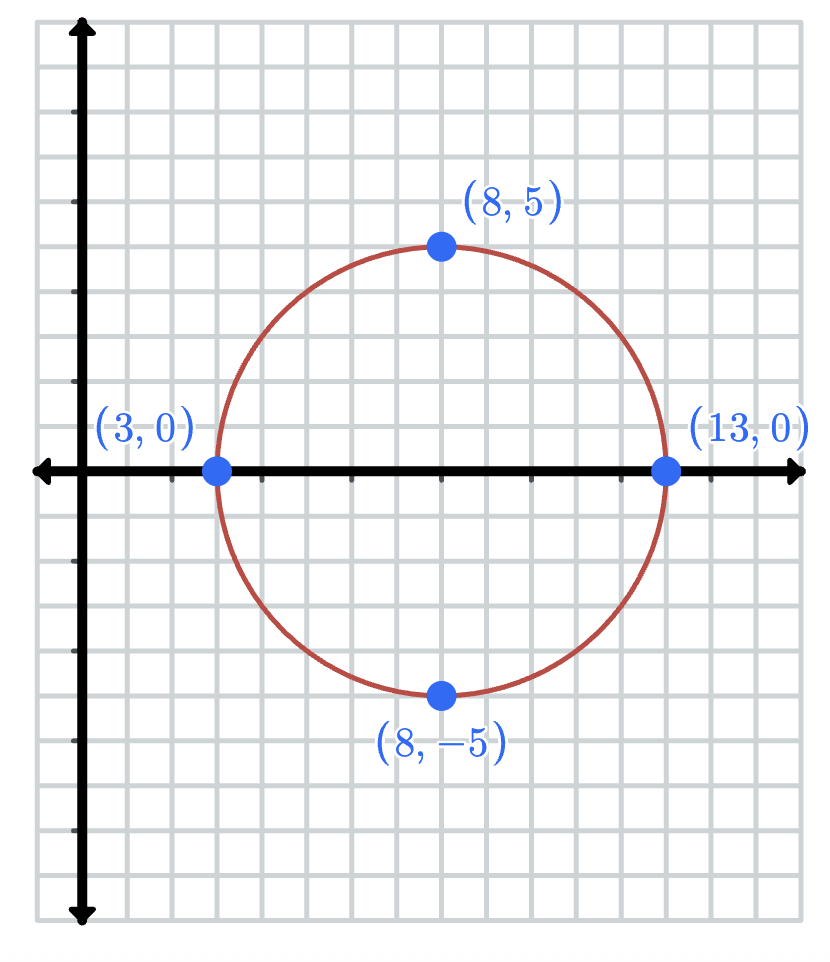 (8, 5)
(3, 0)
(13, 0)
(8, −5)